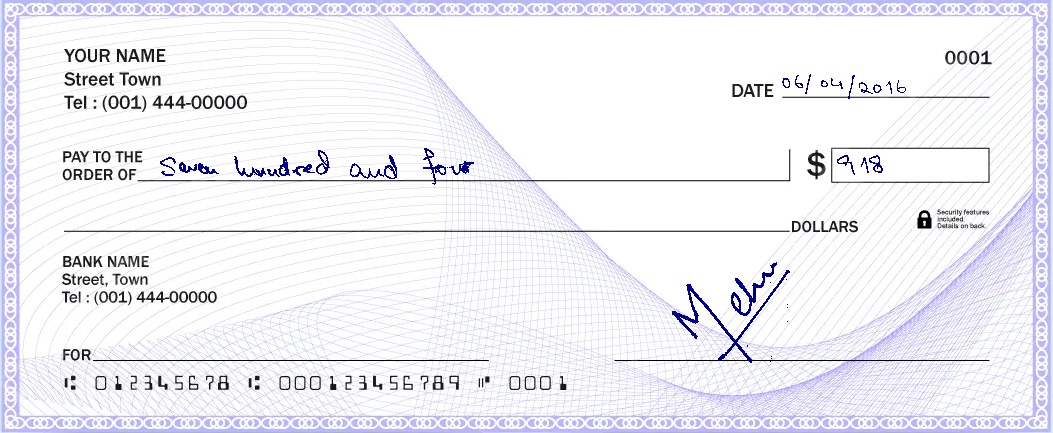 YOUR NAME
0001
Street Town
DATE 06/04/2016
Tel : (001) 444-00000
PAY TO THE
ORDER OF Seven hundred and four
$ 918
DOLLARS
Security features
included.
Details on back.
BANK NAME
Street, Town
Tel : (001) 444-00000
FOR
⑆ 012345678 ⑆ 000123456789 ⑈ 0001